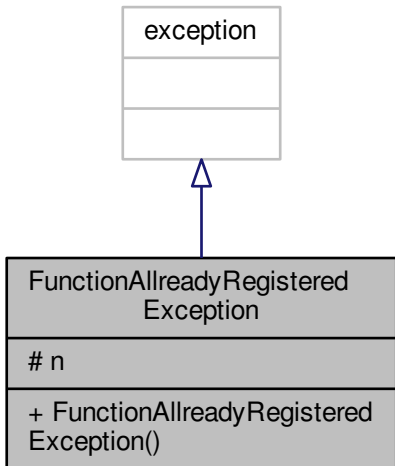 exception
FunctionAllreadyRegistered
Exception
# n
+ FunctionAllreadyRegistered
Exception()